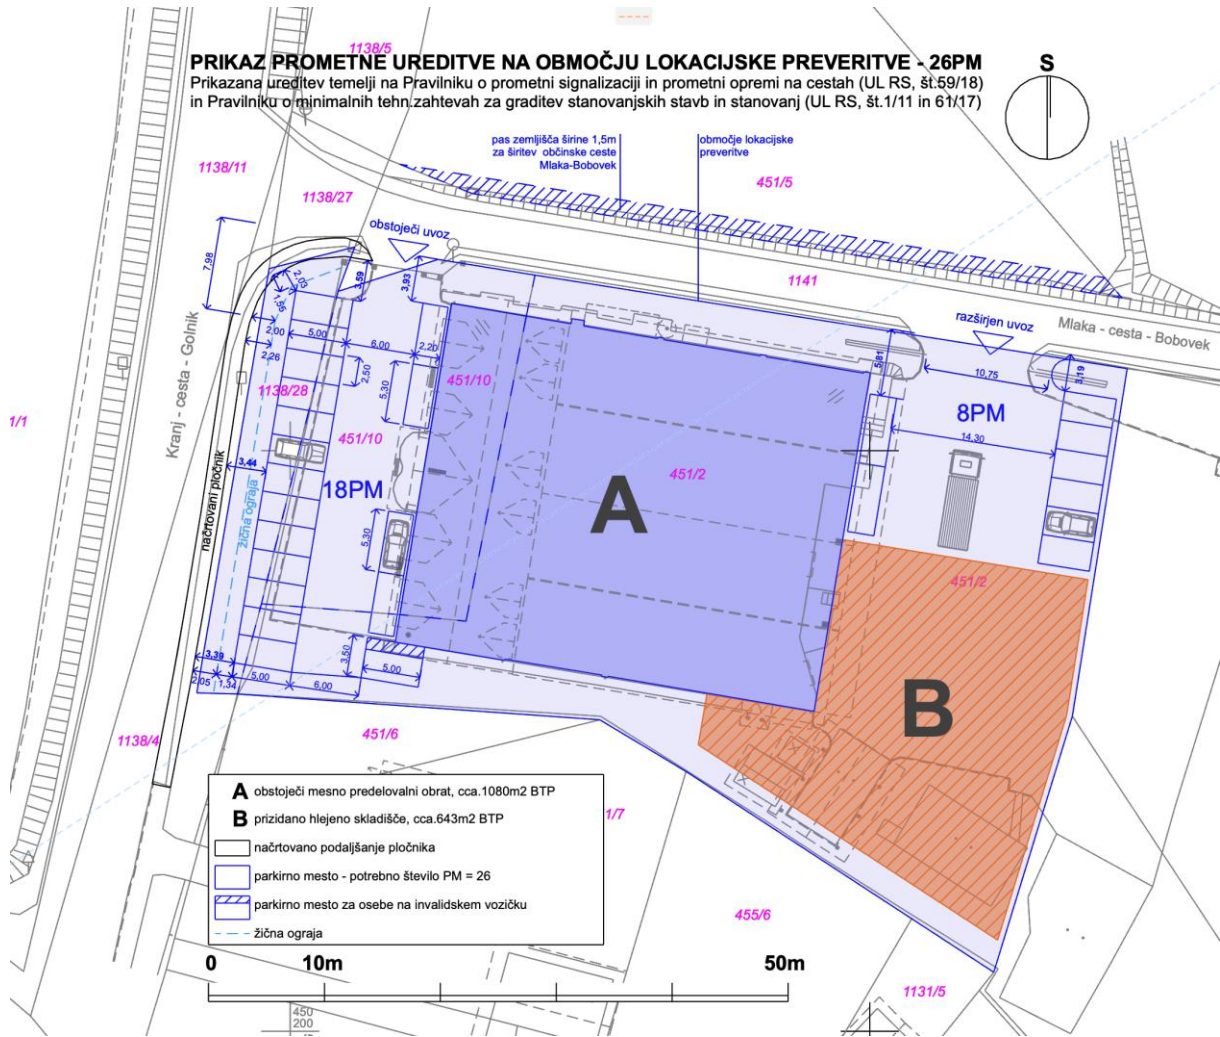 1138/5
PRIKAZ PROMETNE UREDITVE NA OBMOČJU LOKACIJSKE PREVERITVE - 26PM
Prikazana ureditev temelji na Pravilniku o prometni signalizaciji in prometni opremi na cestah (UL RS, št.59/18)
in Pravilniku o minimalnih tehn.zahtevah za graditev stanovanjskih stavb in stanovanj (UL RS, št.1/11 in 61/17)
S
pas zemljišča širine 1,5m
za širitev občinske ceste
Mlaka-Bobovek
območje lokacijske
preveritve
1138/11
1138/27
451/5
obstoječi uvoz
7,98
2,03
1,56
3,59
3,93
1141
razširjen uvoz
Mlaka - cesta - Bobovek
Kranj - cesta - Golnik
2,00
5,00
6,00
2,20
2,26
2,50
5,30
5,81
10,75
3,19
1138/28
451/10
451/10
8PM
14,30
1/1
3,44
18PM
451/2
A
načrtovani pločnik
žična ograja
5,30
451/2
B
3,39
3,50
5,00
2,05
1,34
5,00
6,00
1138/4
451/6
A obstoječi mesno predelovalni obrat, cca.1080m2 BTP
B prizidano hlejeno skladišče, cca.643m2 BTP
načrtovano podaljšanje pločnika
parkirno mesto - potrebno število PM = 26
parkirno mesto za osebe na invalidskem vozičku
žična ograja
1/7
455/6
0 10m 50m
1131/5
450
200